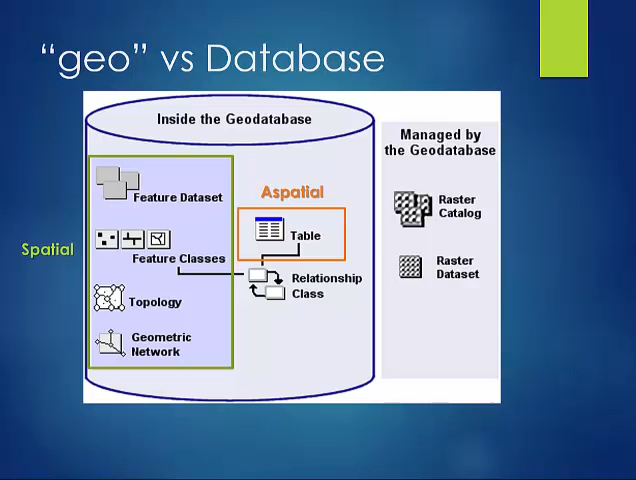 “geo” vs Database
Inside the Geodatabase
Managed by
the Geodatabase
Spatial
Feature Dataset
Feature Classes
Topology
Geometric
Network
Aspatial
Table
Relationship
Class
Raster
Catalog
Raster
Dataset